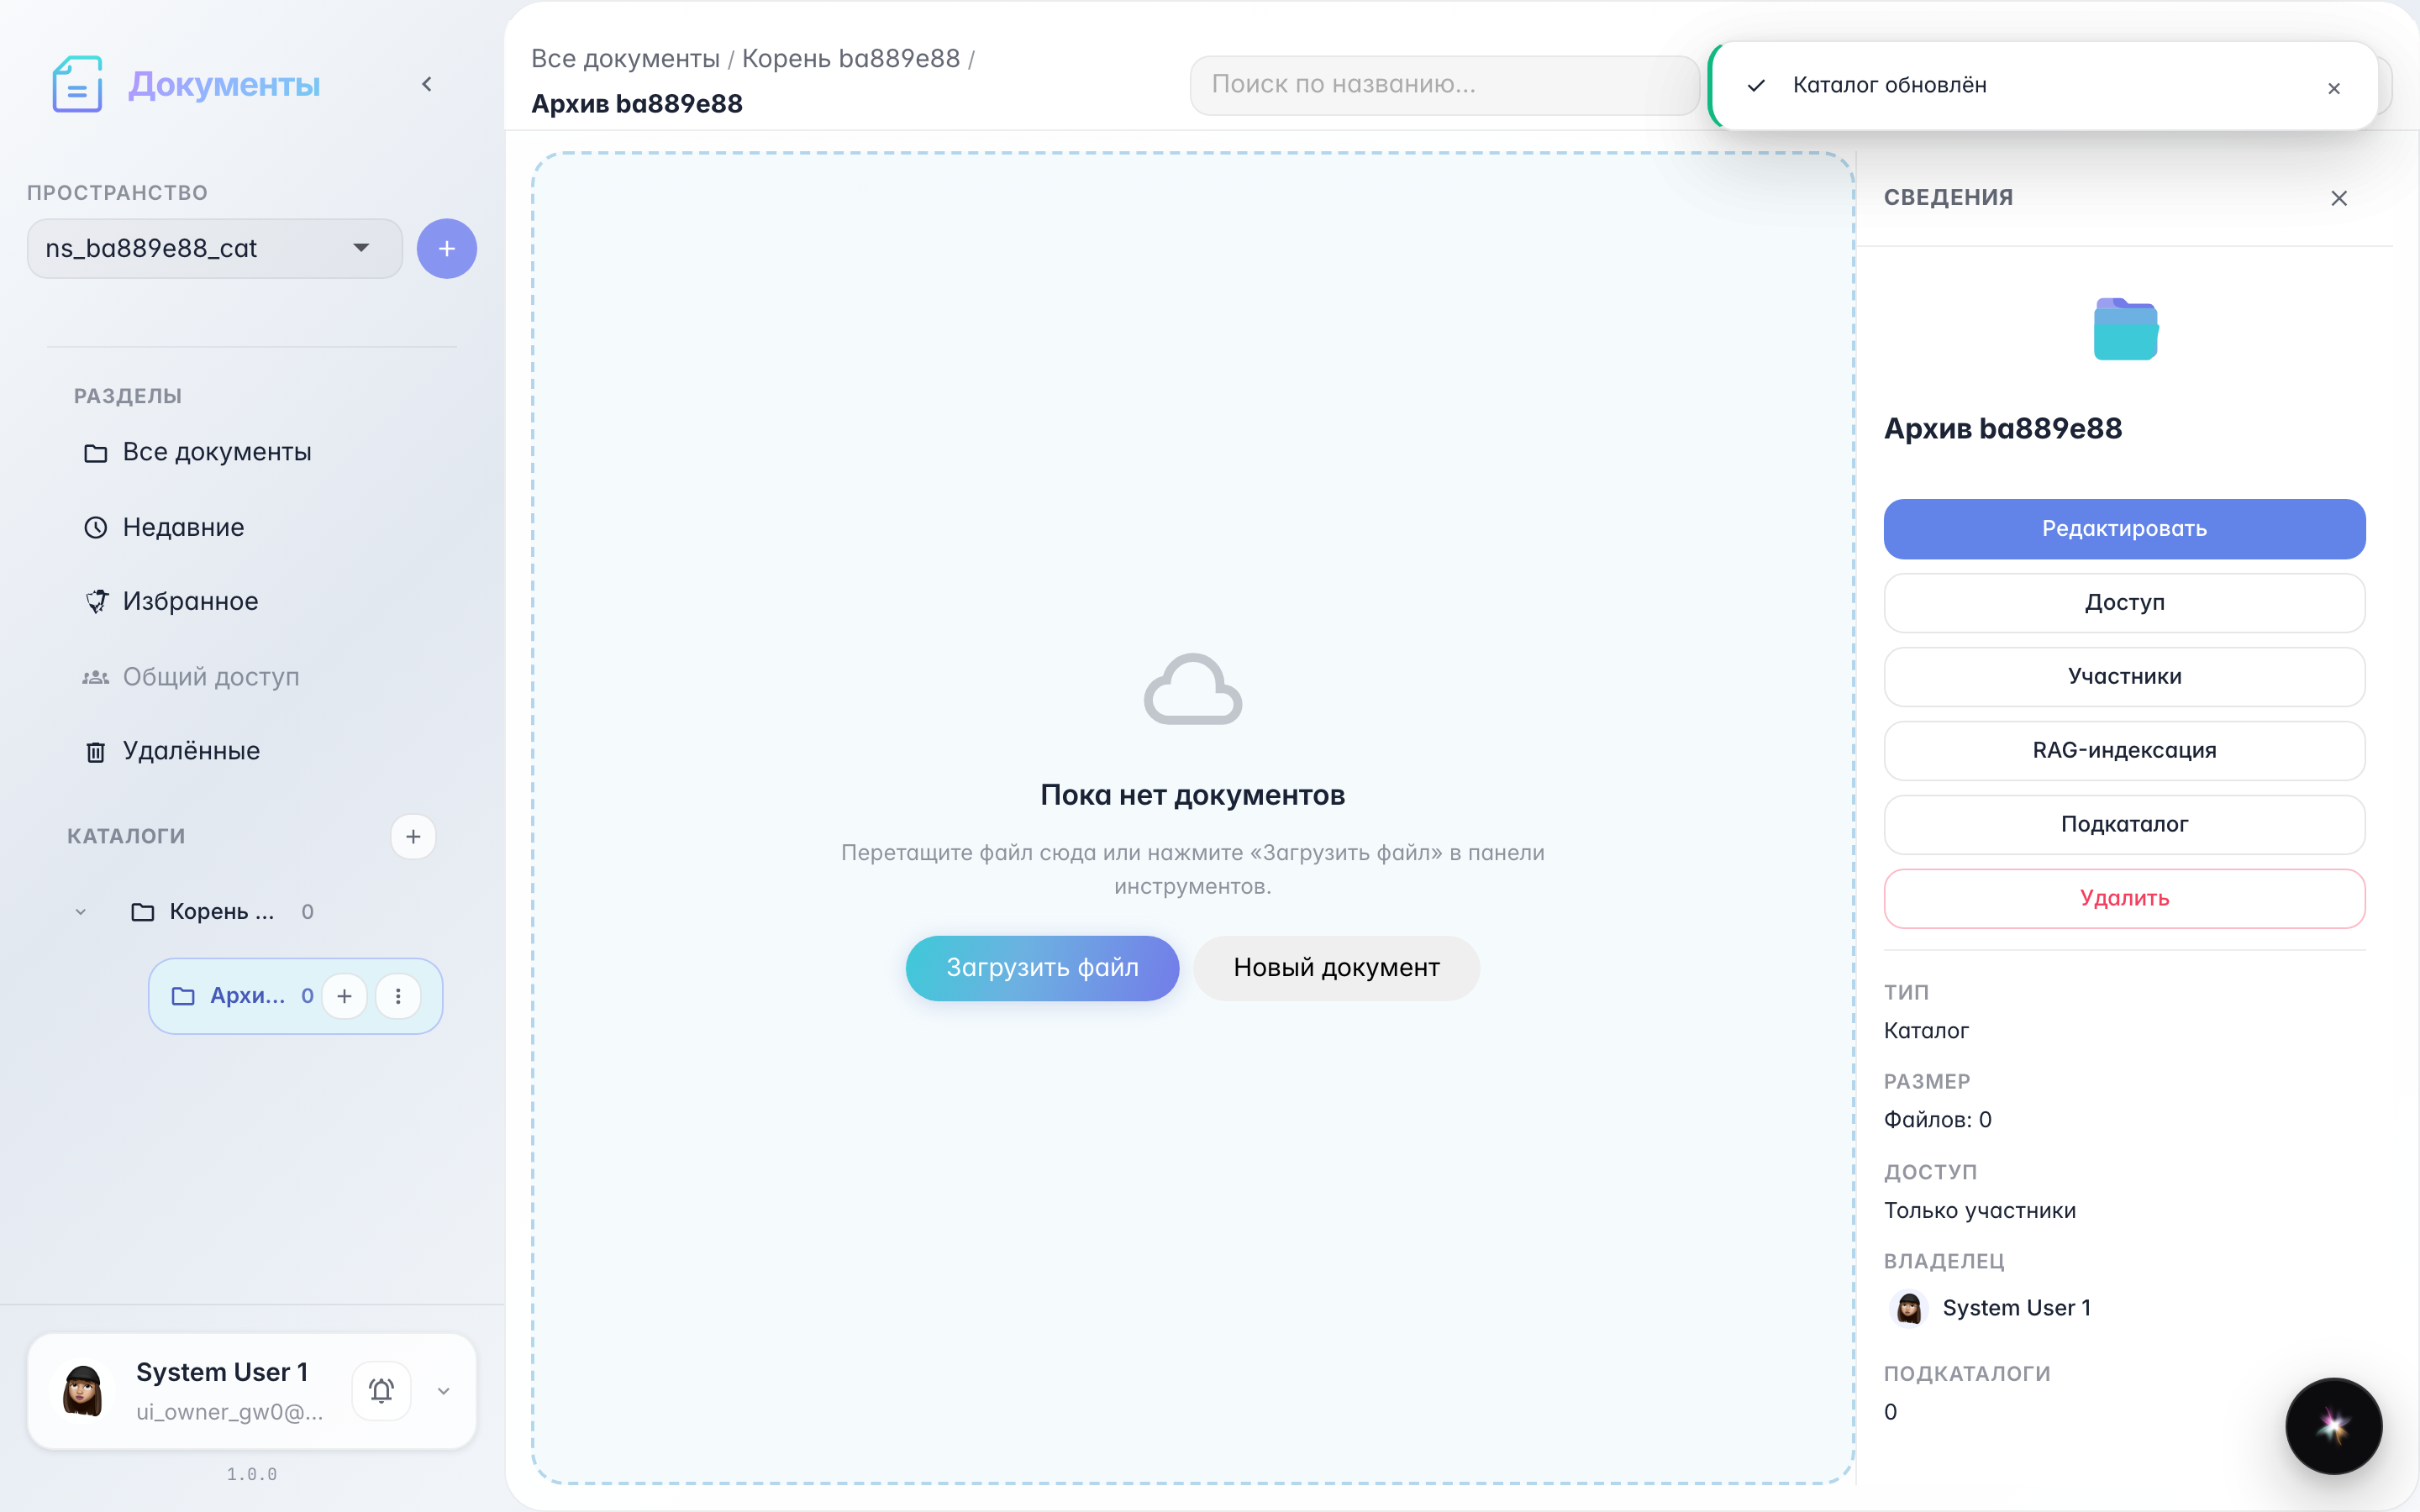 Документы
ПРОСТРАНСТВО
ns_ba889e88_cat
РАЗДЕЛЫ
Все документы
Недавние
Избранное
Общий доступ
Удалённые
КАТАЛОГИ
Корень ... 0
Архи... 0
System User 1
ui_owner_gw0@...
1.0.0
Все документы / Корень ba889e88 /
Архив ba889e88
Поиск по названию...
Каталог обновлён
Пока нет документов
Перетащите файл сюда или нажмите «Загрузить файл» в панели
инструментов.
Загрузить файл
Новый документ
СВЕДЕНИЯ
Архив ba889e88
Редактировать
Доступ
Участники
RAG-индексация
Подкаталог
Удалить
ТИП
Каталог
РАЗМЕР
Файлов: 0
ДОСТУП
Только участники
ВЛАДЕЛЕЦ
System User 1
ПОДКАТАЛОГИ
0